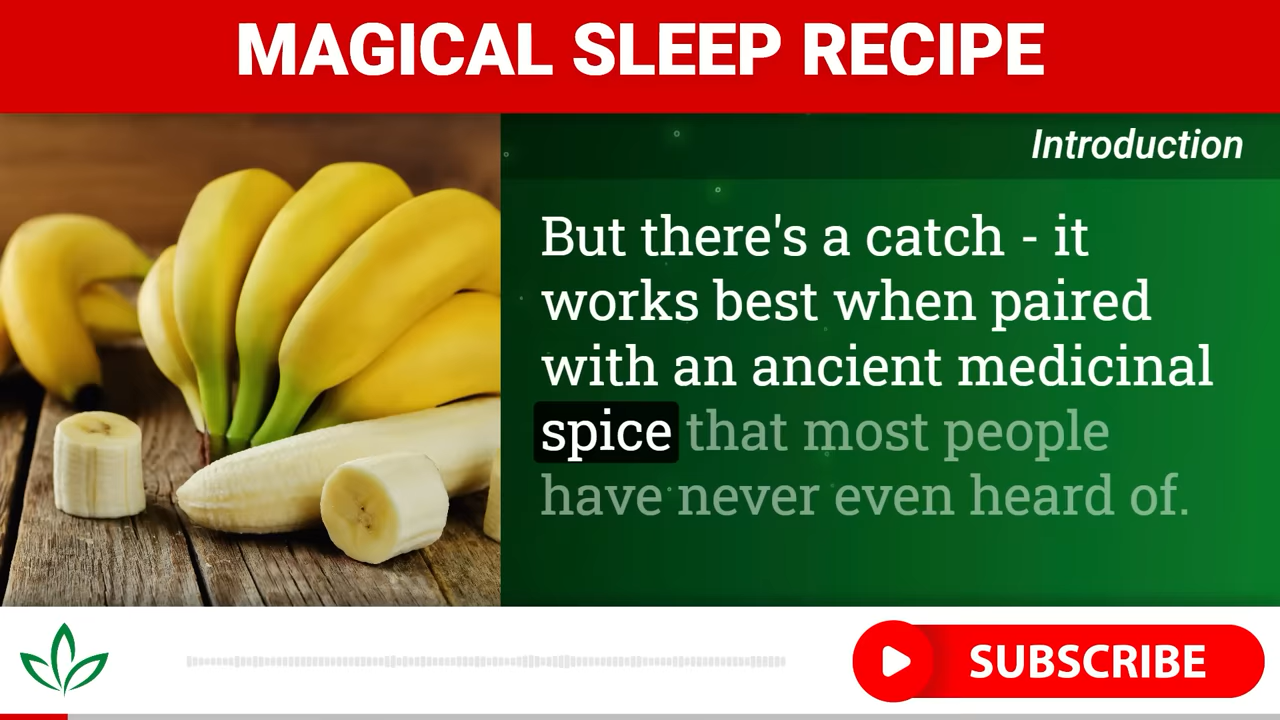 MAGICAL SLEEP RECIPE
Introduction
But there's a catch - it
works best when paired
with an ancient medicinal
spice that most people
have never even heard of.
SUBSCRIBE